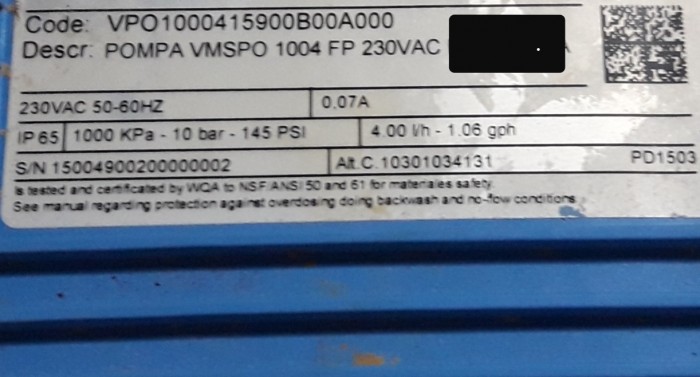 Code: VPO1000415900B00A000
Descr: POMPA VMSPO 1004 FP 230VAC A
230VAC 50-60HZ 0.07A
IP 65 1000 KPa - 10 bar - 145 PSI 4.00 l/h - 1.06 gph
S/N 15004900200000002 Alt. C. 10301034131 PD1503
Is tested and certificated by WQA to NSF/ANSI 50 and 61 for materiales safety.
See manual regarding protection against overdosing doing backwash and no-flow conditions